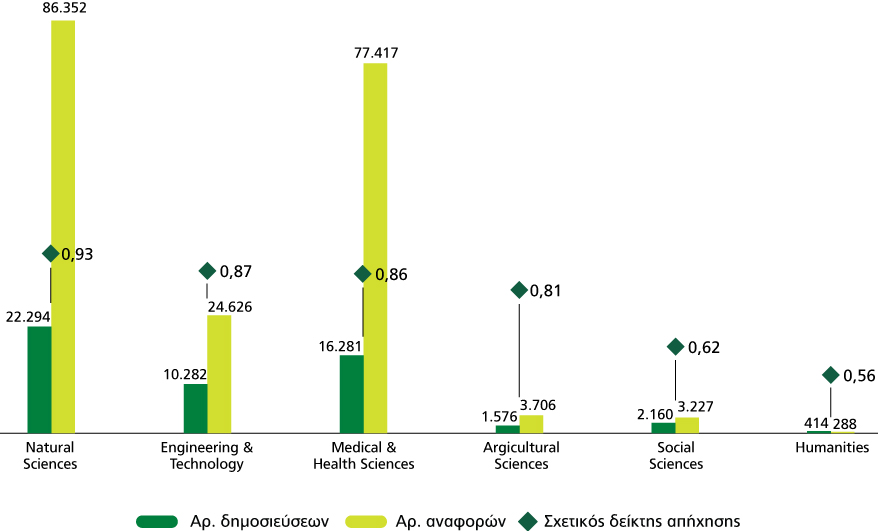 86.352
77.417
0,93
0,87
0,86
0,81
24.626
22.294
16.281
0,62
10.282
0,56
1.576
3.706
2.160
3.227
414
288
Natural
Sciences
Engineering &
Technology
Medical &
Health Sciences
Argicultural
Sciences
Social
Sciences
Humanities
Αρ. δημοσιεύσεων
Αρ. αναφορών
Σχετικός δείκτης απήχησης